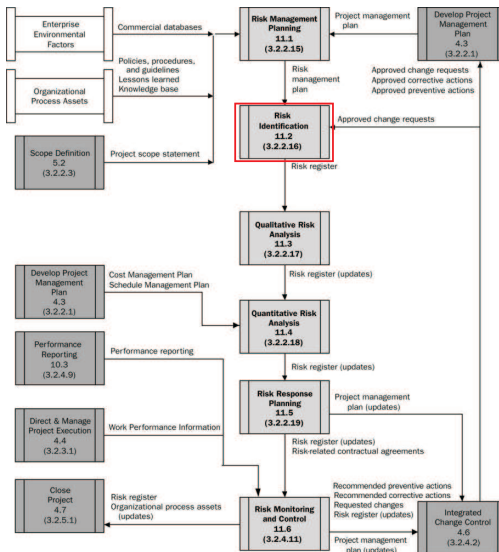 Enterprise
Environmental
Factors
Commercial databases
Risk Management
Planning
11.1
(3.2.2.15)
Project management
plan
Develop Project
Management
Plan
4.3
(3.2.2.1)
Policies, procedures,
and guidelines
Lessons learned
Knowledge base
Organizational
Process Assets
Risk
management
plan
Approved change requests
Approved corrective actions
Approved preventive actions
Risk
Identification
11.2
(3.2.2.16)
Approved change requests
Scope Definition
5.2
(3.2.2.3)
Project scope statement
Risk register
Qualitative Risk
Analysis
11.3
(3.2.2.17)
Risk register (updates)
Develop Project
Management
Plan
4.3
(3.2.2.1)
Cost Management Plan
Schedule Management Plan
Quantitative Risk
Analysis
11.4
(3.2.2.18)
Performance
Reporting
10.3
(3.2.4.9)
Performance reporting
Risk register
(updates)
Risk Response
Planning
11.5
(3.2.2.19)
Project management
plan (updates)
Direct & Manage
Project Execution
4.4
(3.2.3.1)
Work Performance Information
Risk register (updates)
Risk-related contractual agreements
Close
Project
4.7
(3.2.5.1)
Risk register
Organizational process assets
(updates)
Risk Monitoring
and Control
11.6
(3.2.4.11)
Recommended preventive actions
Recommended corrective actions
Requested changes
Risk register (updates)
Project management
plan (updates)
Integrated
Change Control
4.6
(3.2.4.2)